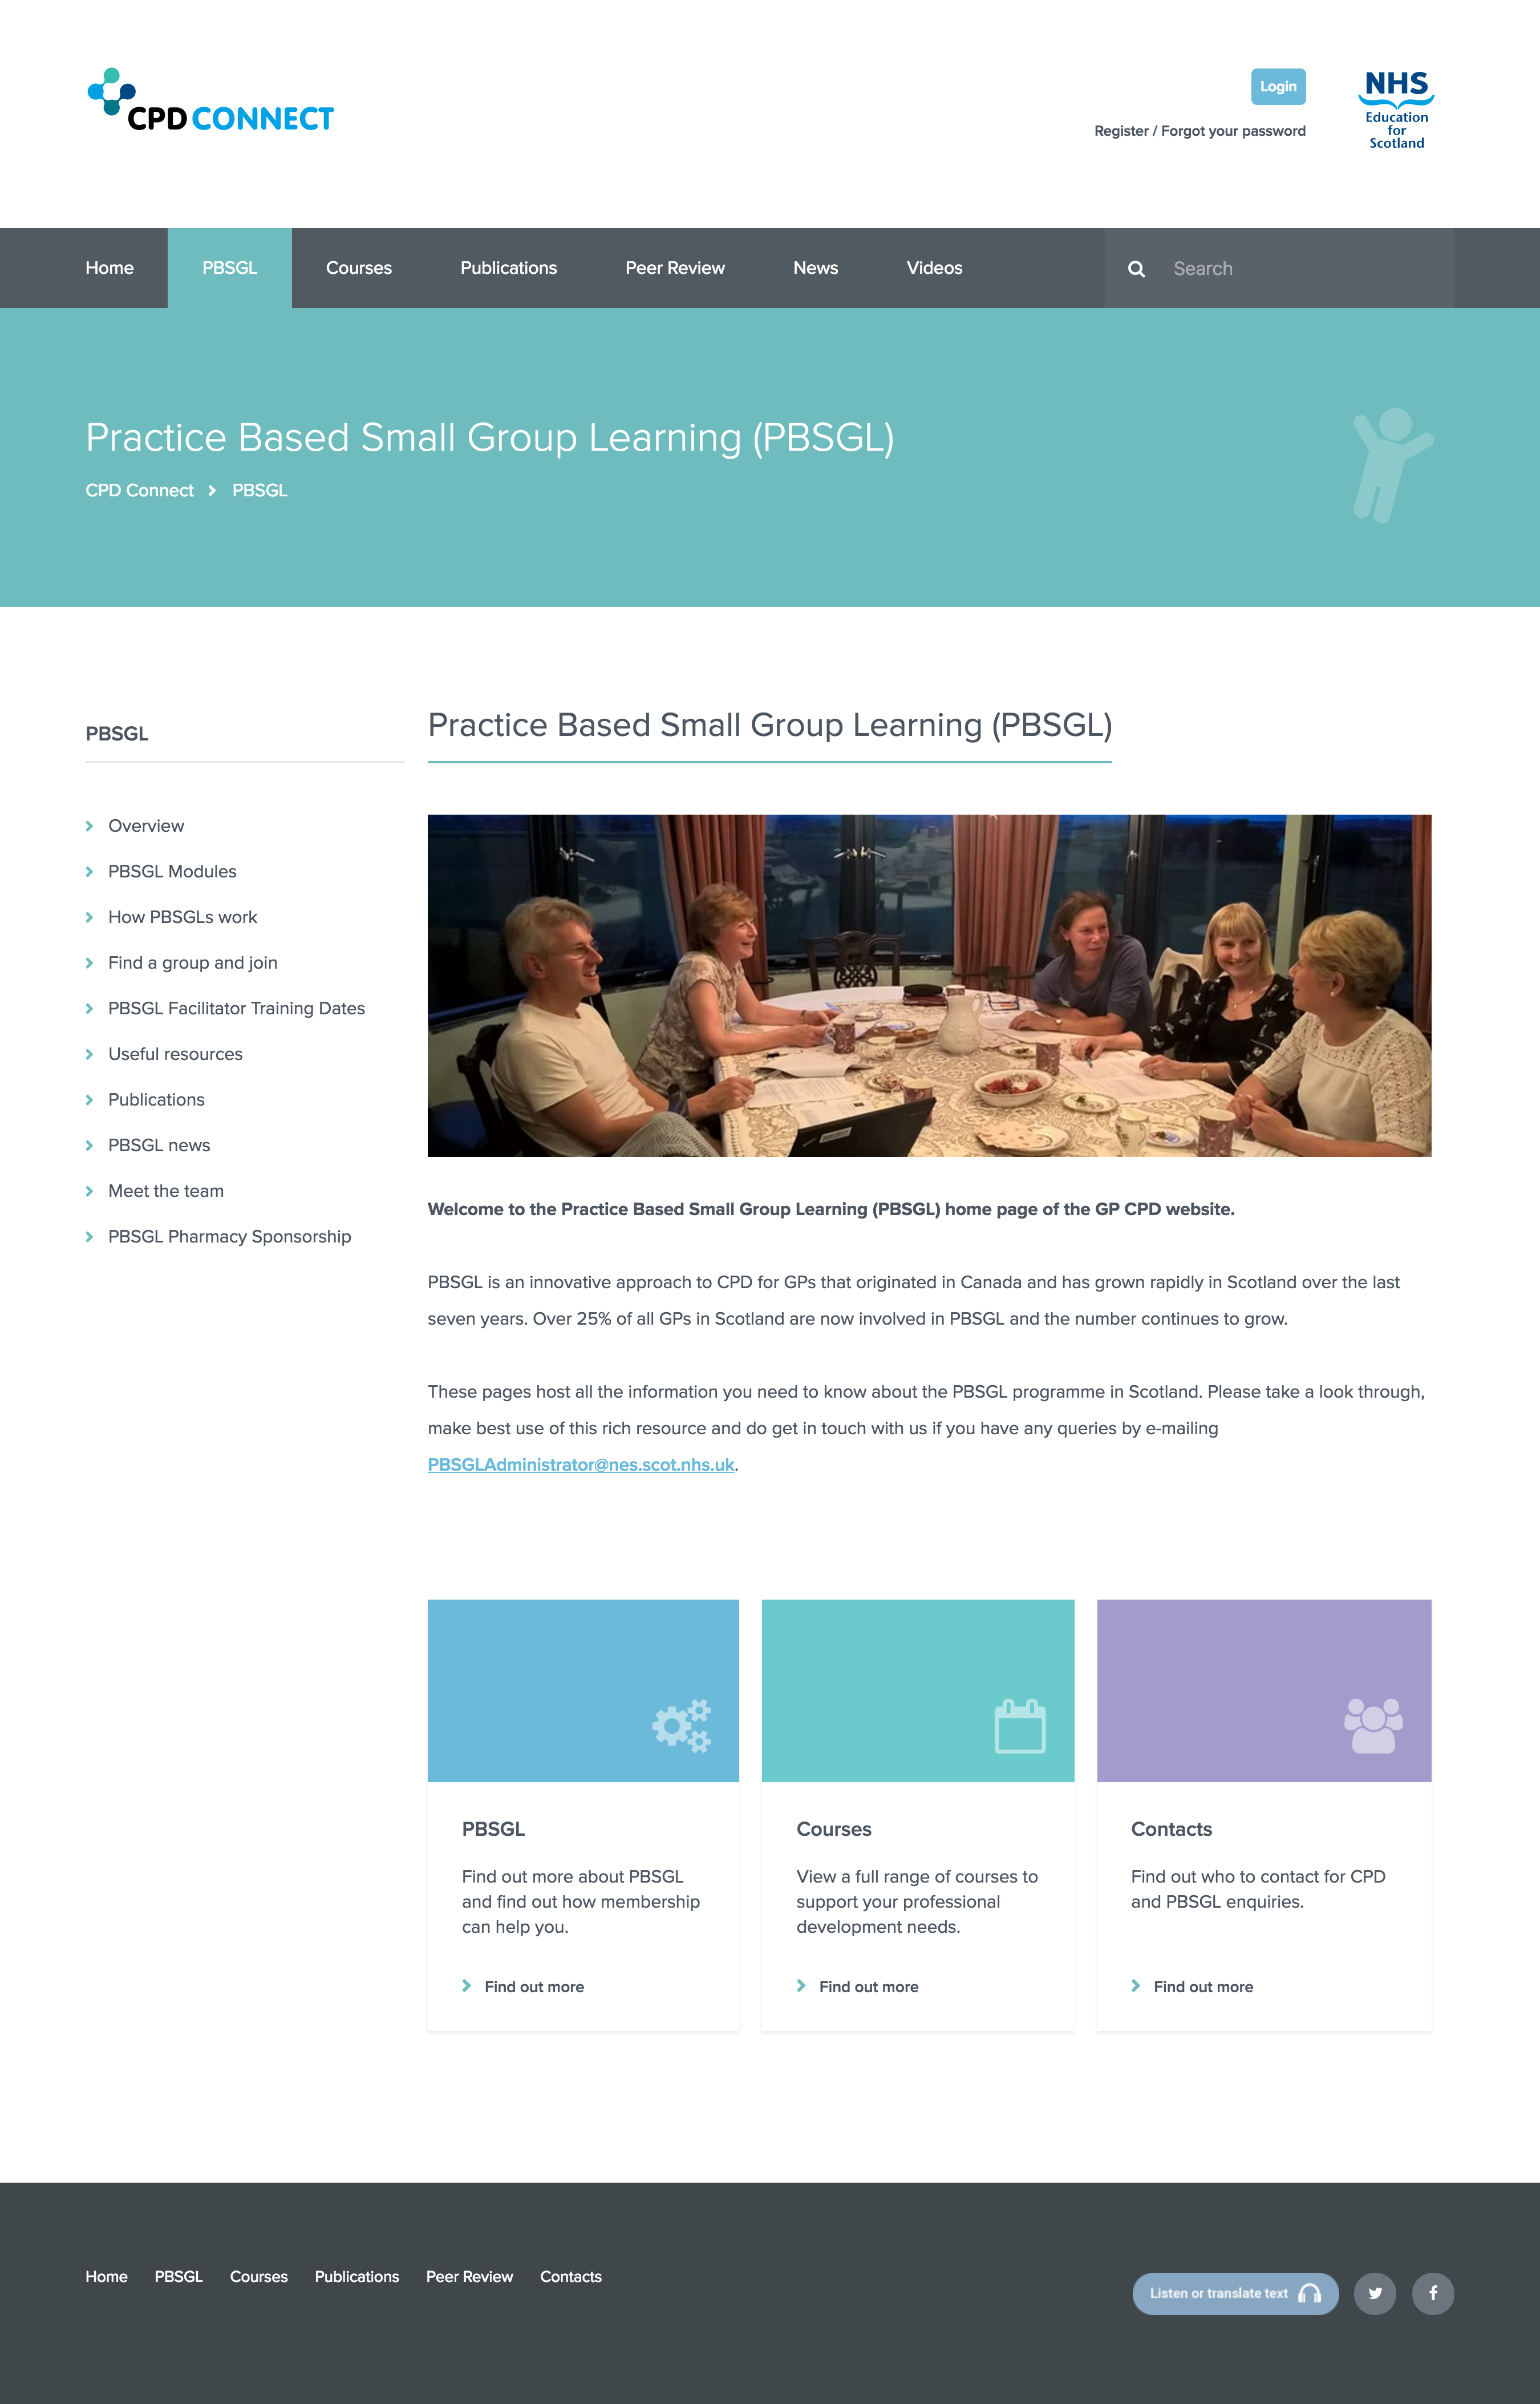 CPD CONNECT
Login
Register / Forgot your password
NHS
Education
for
Scotland
Home
PBSGL
Courses
Publications
Peer Review
News
Videos
Search
Practice Based Small Group Learning (PBSGL)
CPD Connect
PBSGL
PBSGL
Overview
PBSGL Modules
How PBSGLs work
Find a group and join
PBSGL Facilitator Training Dates
Useful resources
Publications
PBSGL news
Meet the team
PBSGL Pharmacy Sponsorship
Practice Based Small Group Learning (PBSGL)
Welcome to the Practice Based Small Group Learning (PBSGL) home page of the GP CPD website.
PBSGL is an innovative approach to CPD for GPs that originated in Canada and has grown rapidly in Scotland over the last
seven years. Over 25% of all GPs in Scotland are now involved in PBSGL and the number continues to grow.
These pages host all the information you need to know about the PBSGL programme in Scotland. Please take a look through,
make best use of this rich resource and do get in touch with us if you have any queries by e-mailing
PBSGLAdministrator@nes.scot.nhs.uk.
PBSGL
Find out more about PBSGL
and find out how membership
can help you.
Find out more
Courses
View a full range of courses to
support your professional
development needs.
Find out more
Contacts
Find out who to contact for CPD
and PBSGL enquiries.
Find out more
Home
PBSGL
Courses
Publications
Peer Review
Contacts
Listen or translate text